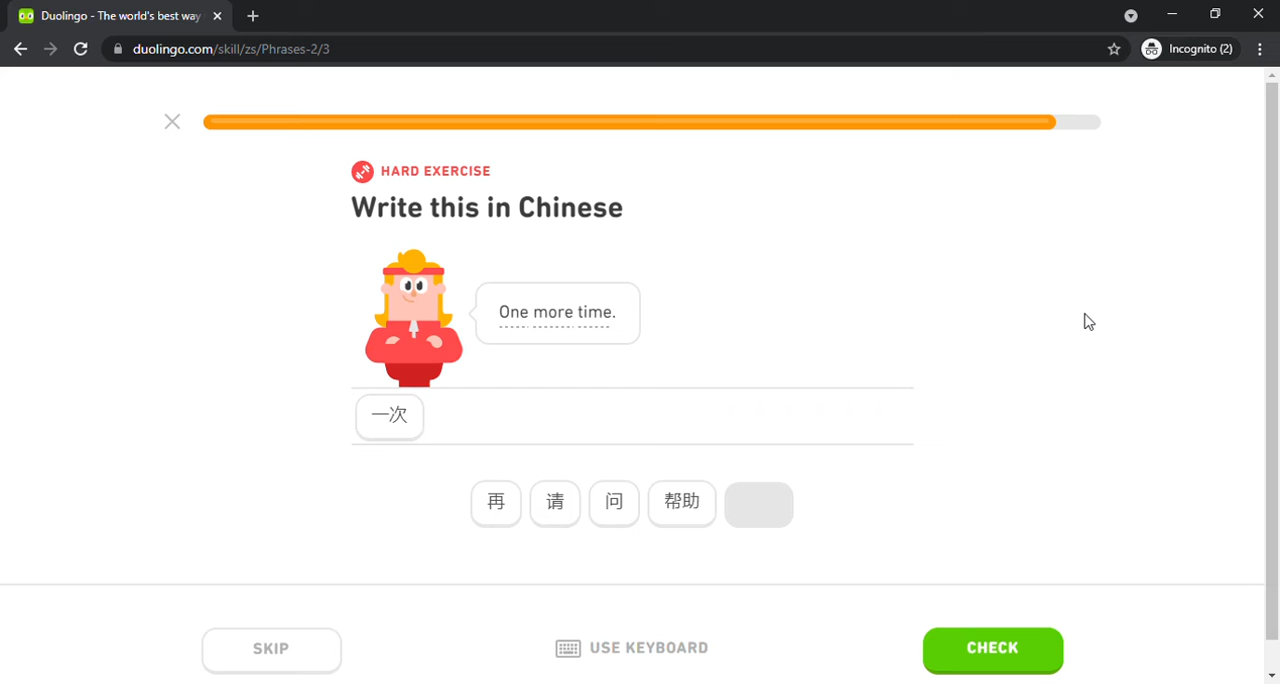 Duolingo - The world's best way
duolingo.com/skill/zs/Phrases-2/3
Incognito (2)
HARD EXERCISE
Write this in Chinese
One more time.
一次
再 请 问 帮助
SKIP
USE KEYBOARD
CHECK